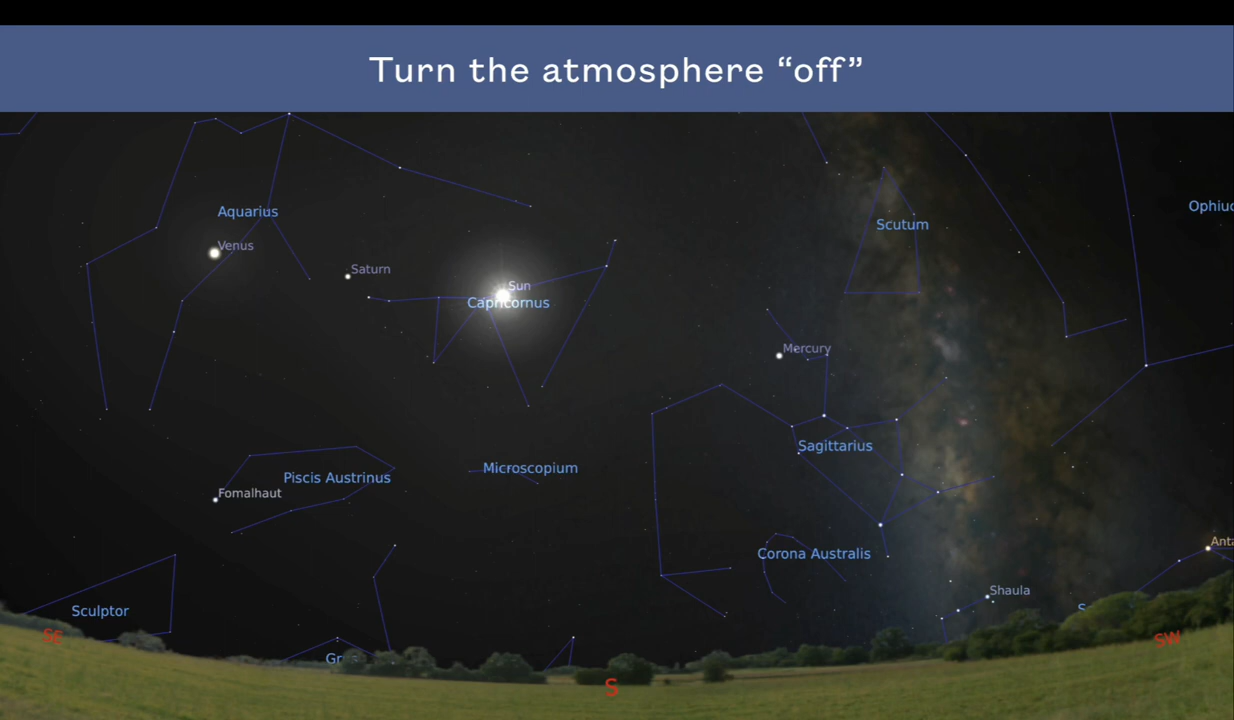 Turn the atmosphere “off”
Ophiuc
Aquarius
Scutum
Venus
Saturn
Sun
Capricornus
Mercury
Sagittarius
Microscopium
Piscis Austrinus
Fomalhaut
Anta
Corona Australis
Shaula
Sculptor
S
SE
SW
Grus
S